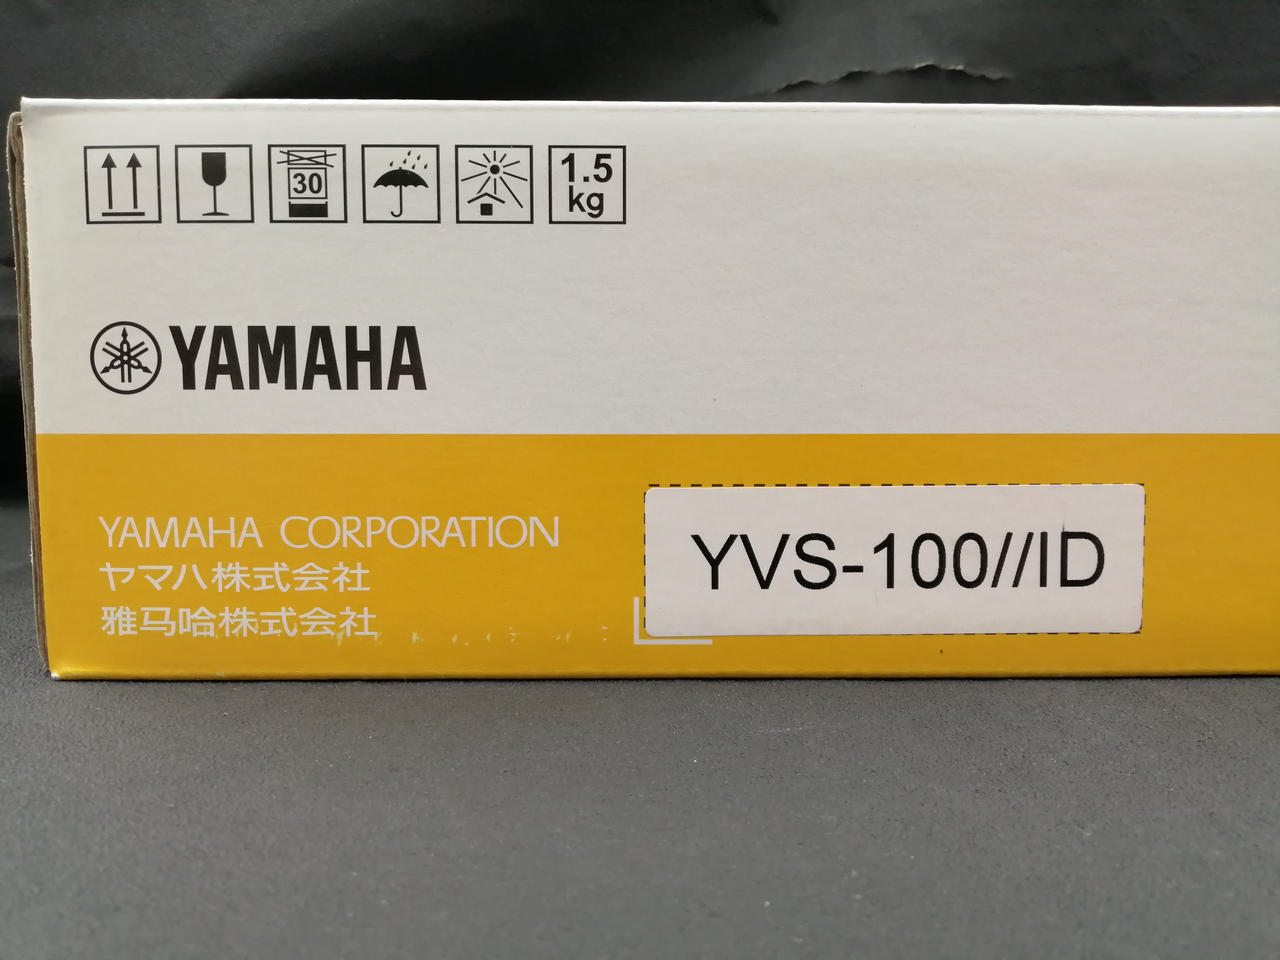 30
1.5
kg
YAMAHA
YAMAHA CORPORATION
ヤマハ株式会社
雅马哈株式会社
YVS-100//ID